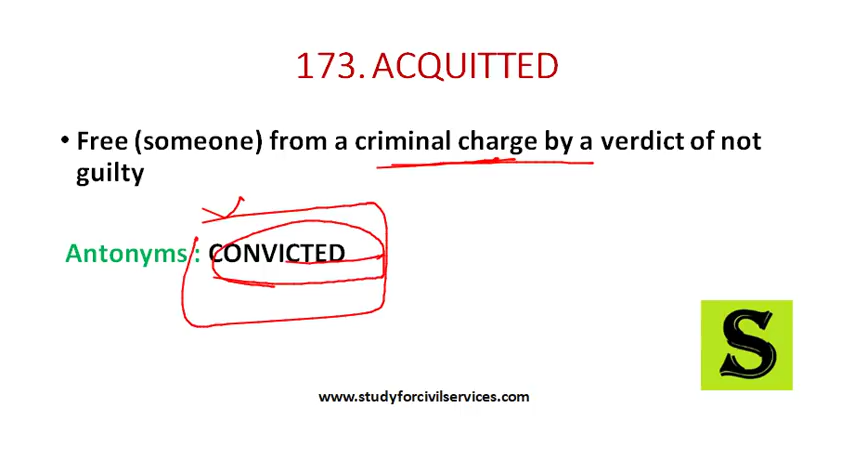 173. ACQUITTED
• Free (someone) from a criminal charge by a verdict of not
guilty
Antonyms : CONVICTED
S
www.studyforcivilservices.com